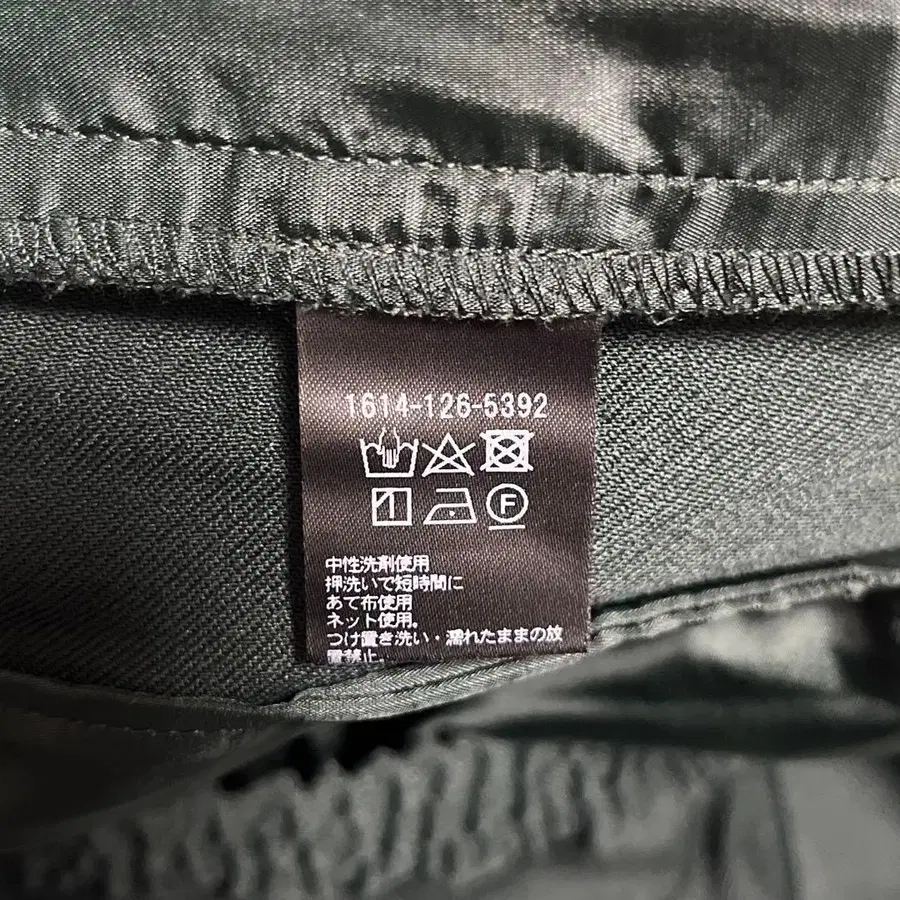 1614-126-5392
F
中性洗剤使用
押洗いで短時間に
あて布使用
ネット使用。
つけ置き洗い・濡れたままの放
置禁止。